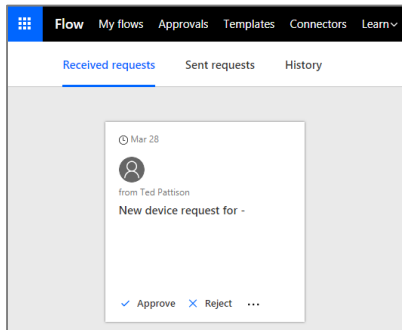 Flow My flows Approvals Templates Connectors Learn
Received requests Sent requests History
Mar 28
from Ted Pattison
New device request for -
Approve Reject ...